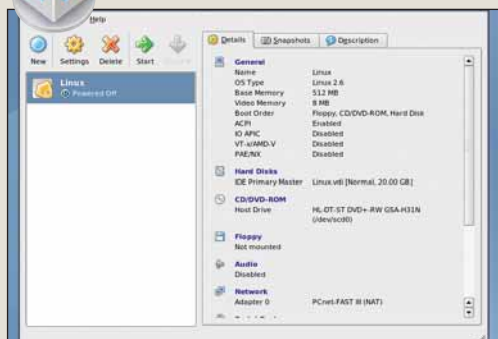 Help
New Settings Delete Start
Details Snapshots Description
Linux
Powered Off
General
Name Linux
OS Type Linux 2.6
Base Memory 512 MB
Video Memory 8 MB
Boot Order Floppy, CD/DVD-ROM, Hard Disk
ACPI Enabled
IO APIC Disabled
VT-x/AMD-V Disabled
PAE/NX Disabled
Hard Disks
IDE Primary Master Linux.vdi [Normal, 20.00 GB]
CD/DVD-ROM
Host Drive HL-DT-ST DVD+-RW GSA-H31N
(/dev/scd0)
Floppy
Not mounted
Audio
Disabled
Network
Adapter 0 PCnet-FAST III (NAT)